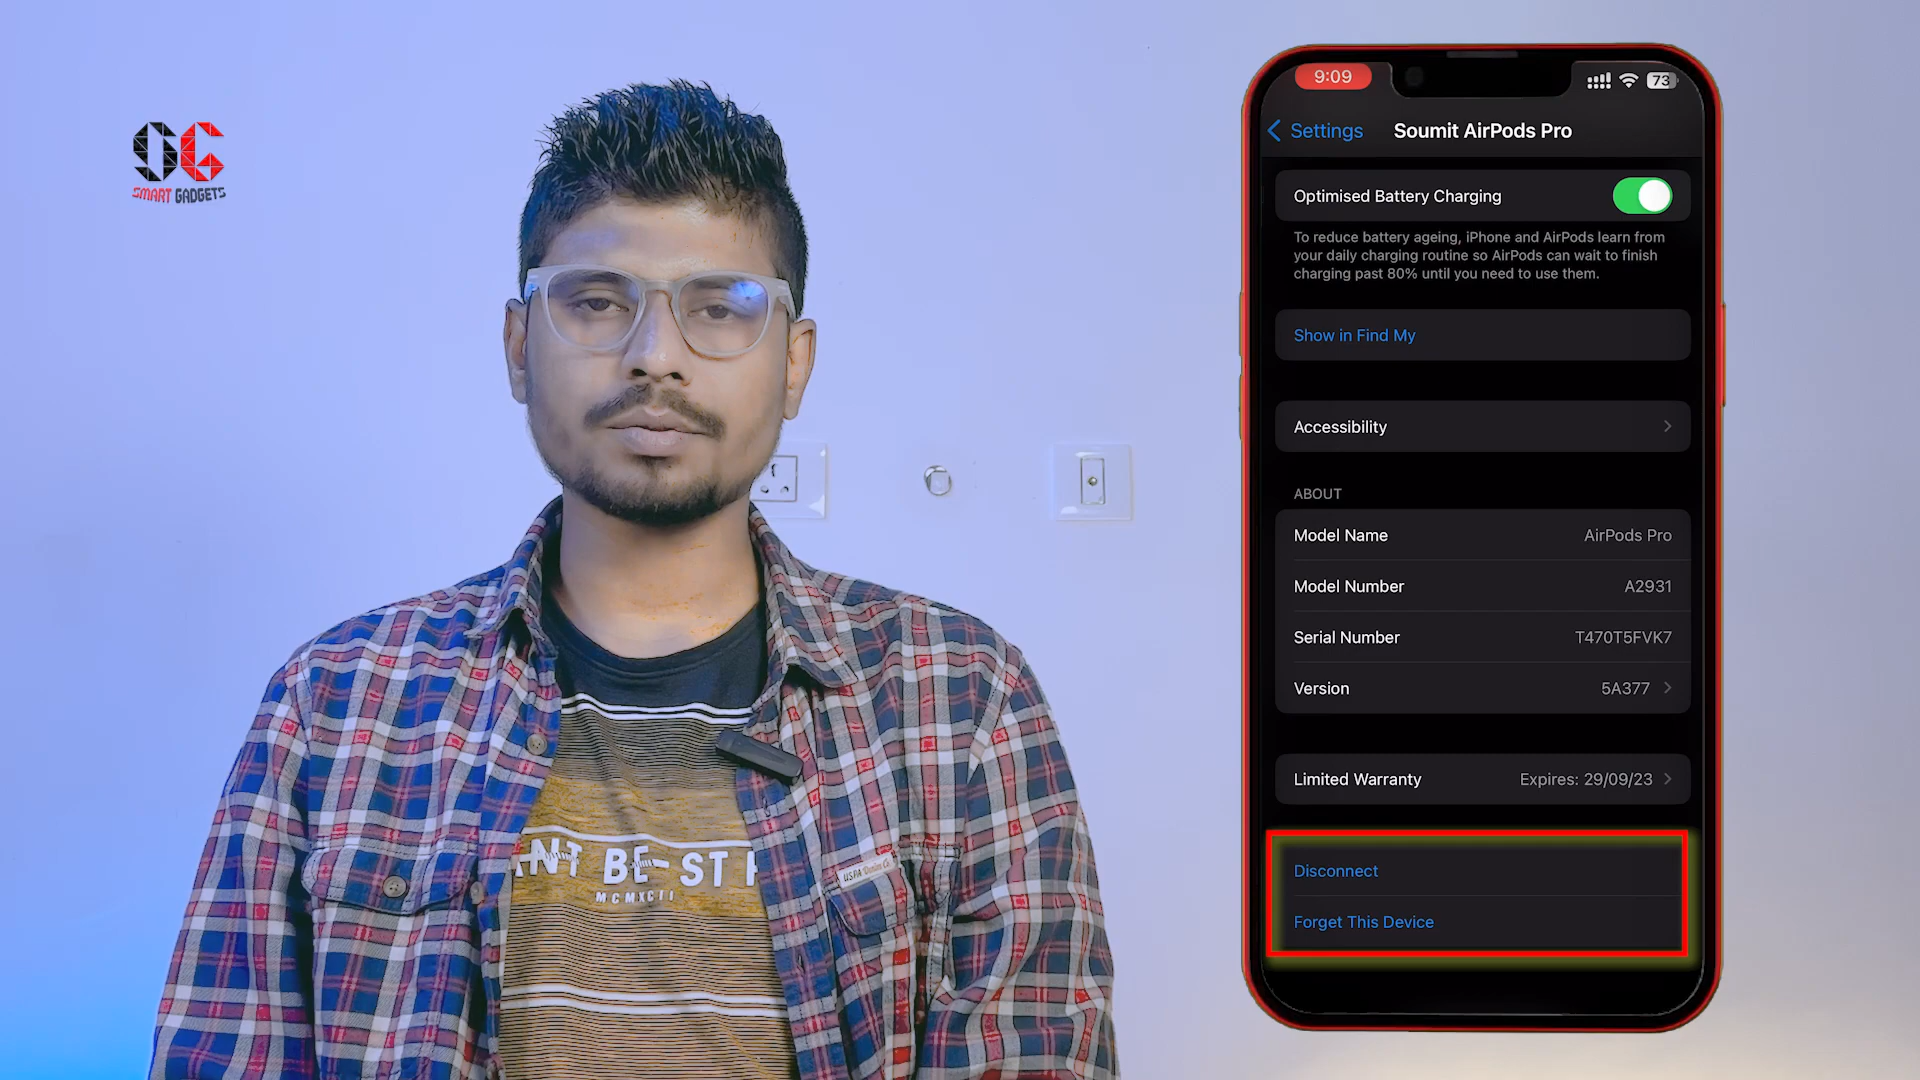 SMART GADGETS
9:09
73
Settings
Soumit AirPods Pro
Optimised Battery Charging
To reduce battery ageing, iPhone and AirPods learn from
your daily charging routine so AirPods can wait to finish
charging past 80% until you need to use them.
Show in Find My
Accessibility
ABOUT
Model Name AirPods Pro
Model Number A2931
Serial Number T470T5FVK7
Version 5A377
Limited Warranty Expires: 29/09/23
Disconnect
Forget This Device
BE-ST
MCMXCII
USPA Denim Co